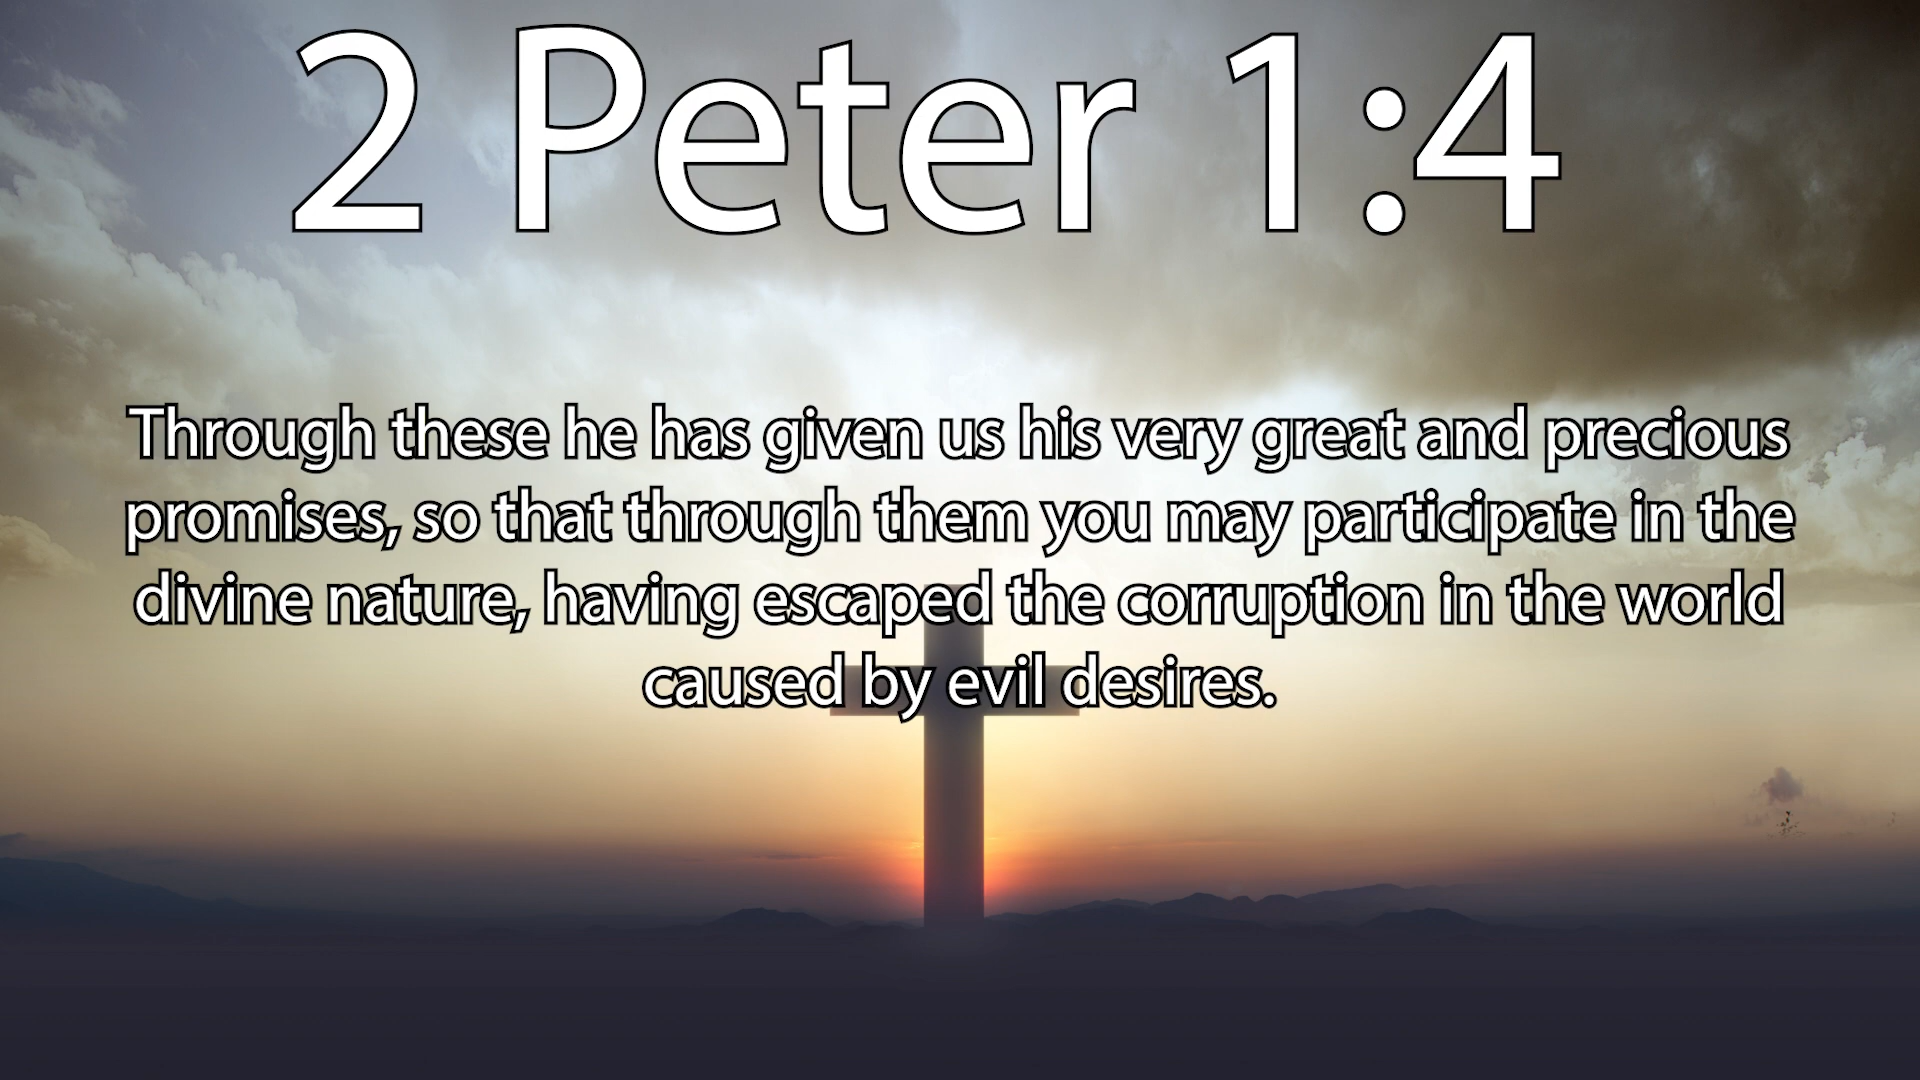 2 Peter 1:4
Through these he has given us his very great and precious
promises, so that through them you may participate in the
divine nature, having escaped the corruption in the world
caused by evil desires.